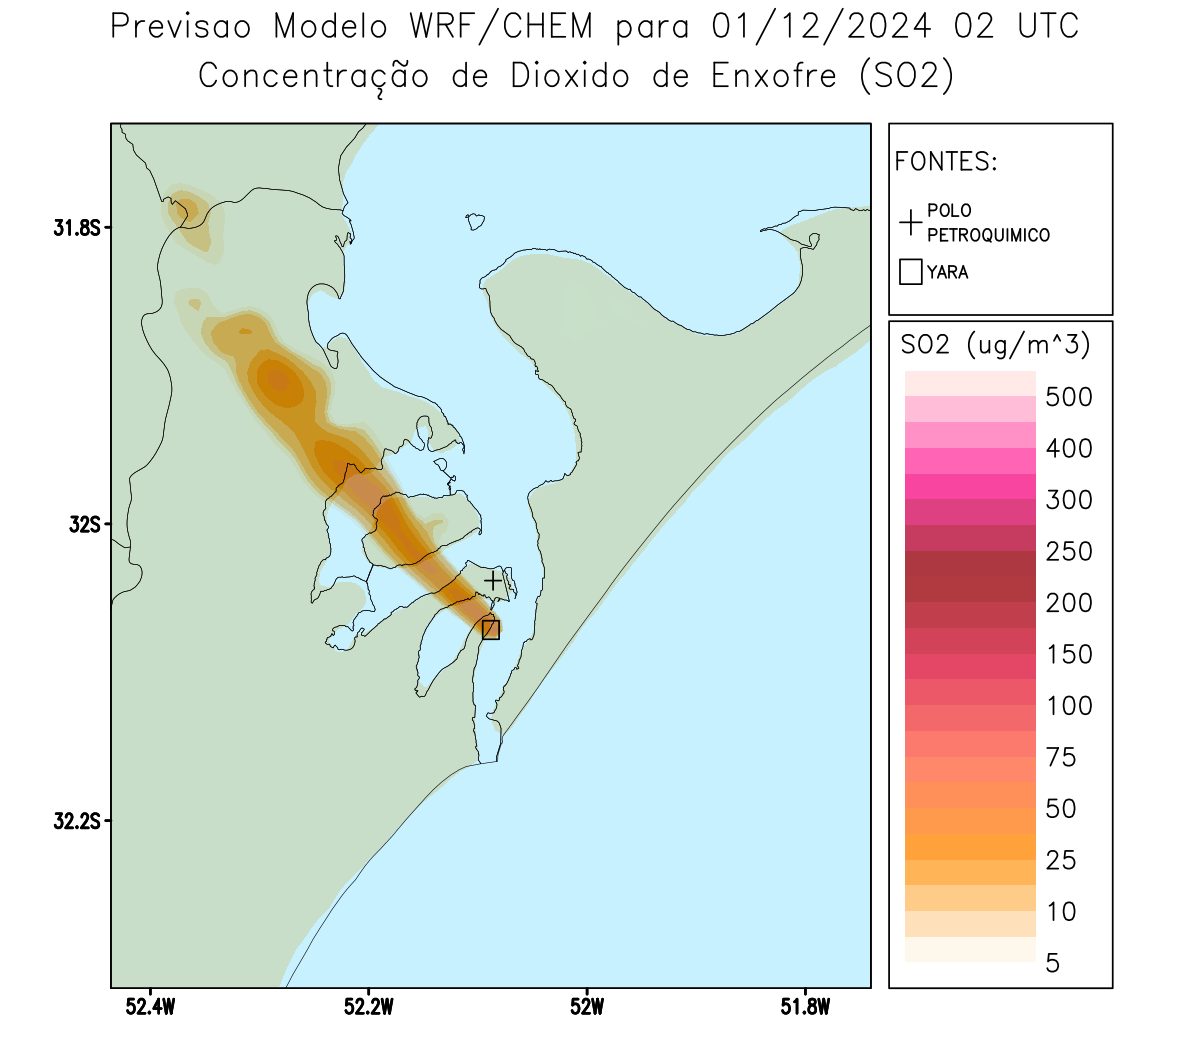 Previsao Modelo WRF/CHEM para 01/12/2024 02 UTC
Concentração de Dioxido de Enxofre (SO2)
FONTES:
POLO
PETROQUIMICO
YARA
31.8S
32S
32.2S
52.4W
52.2W
52W
51.8W
SO2 (ug/m^3)
500
400
300
250
200
150
100
75
50
25
10
5